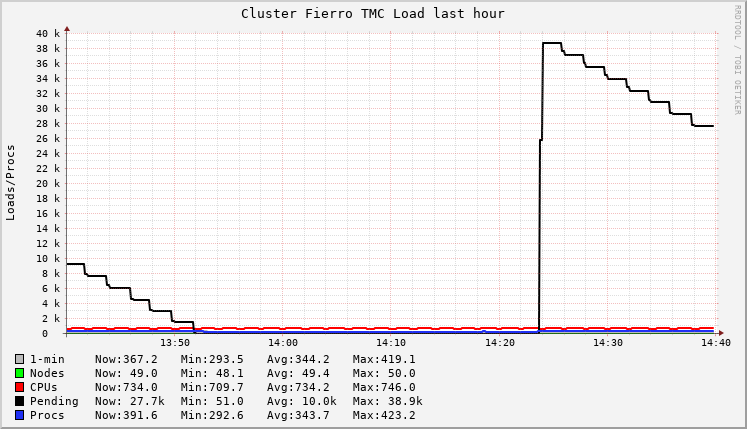 Cluster Fierro TMC Load last hour
RRDTOOL / TOBI OETIKER
Loads/Procs
40 k
38 k
36 k
34 k
32 k
30 k
28 k
26 k
24 k
22 k
20 k
18 k
16 k
14 k
12 k
10 k
8 k
6 k
4 k
2 k
0
13:50 14:00 14:10 14:20 14:30 14:40
1-min Now:367.2 Min:293.5 Avg:344.2 Max:419.1
Nodes Now: 49.0 Min: 48.1 Avg: 49.4 Max: 50.0
CPUs Now:734.0 Min:709.7 Avg:734.2 Max:746.0
Pending Now: 27.7k Min: 51.0 Avg: 10.0k Max: 38.9k
Procs Now:391.6 Min:292.6 Avg:343.7 Max:423.2